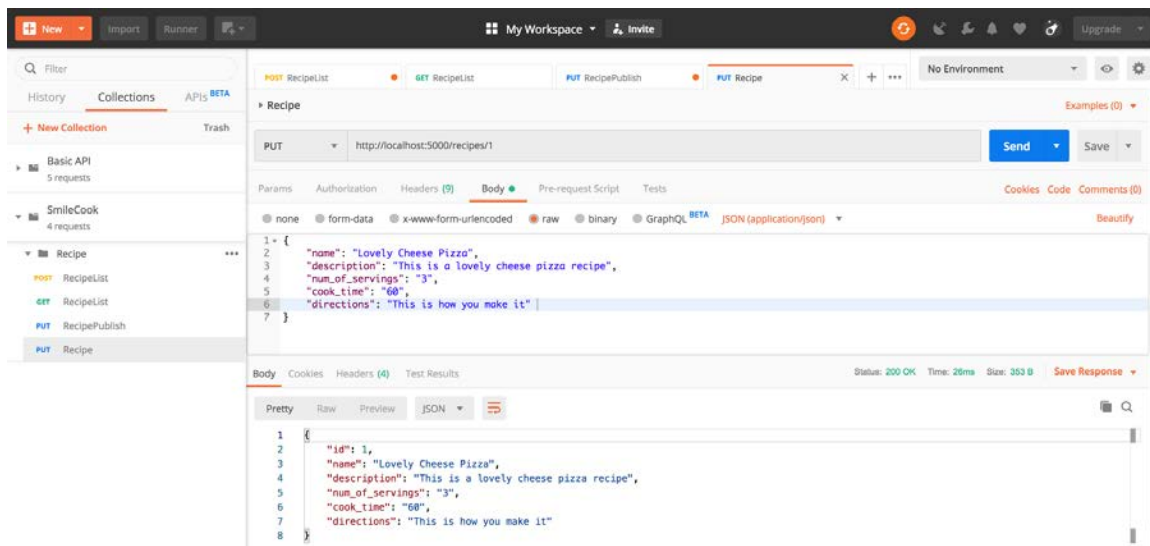 New Import Runner My Workspace Invite Upgrade
Filter
History Collections APIs BETA
+ New Collection Trash
Basic API
5 requests
SmileCook
4 requests
Recipe
POST RecipeList
GET RecipeList
PUT RecipePublish
PUT Recipe
POST RecipeList GET RecipeList PUT RecipePublish PUT Recipe No Environment
Recipe Examples (0)
PUT http://localhost:5000/recipes/1 Send Save
Params Authorization Headers (9) Body Pre-request Script Tests Cookies Code Comments (0)
none form-data x-www-form-urlencoded raw binary GraphQL BETA JSON (application/json) Beautify
1 {
2 "name": "Lovely Cheese Pizza",
3 "description": "This is a lovely cheese pizza recipe",
4 "num_of_servings": "3",
5 "cook_time": "60",
6 "directions": "This is how you make it"
7 }
Body Cookies Headers (4) Test Results Status: 200 OK Time: 26ms Size: 353 B Save Response
Pretty Raw Preview JSON
1 {
2 "id": 1,
3 "name": "Lovely Cheese Pizza",
4 "description": "This is a lovely cheese pizza recipe",
5 "num_of_servings": "3",
6 "cook_time": "60",
7 "directions": "This is how you make it"
8 }